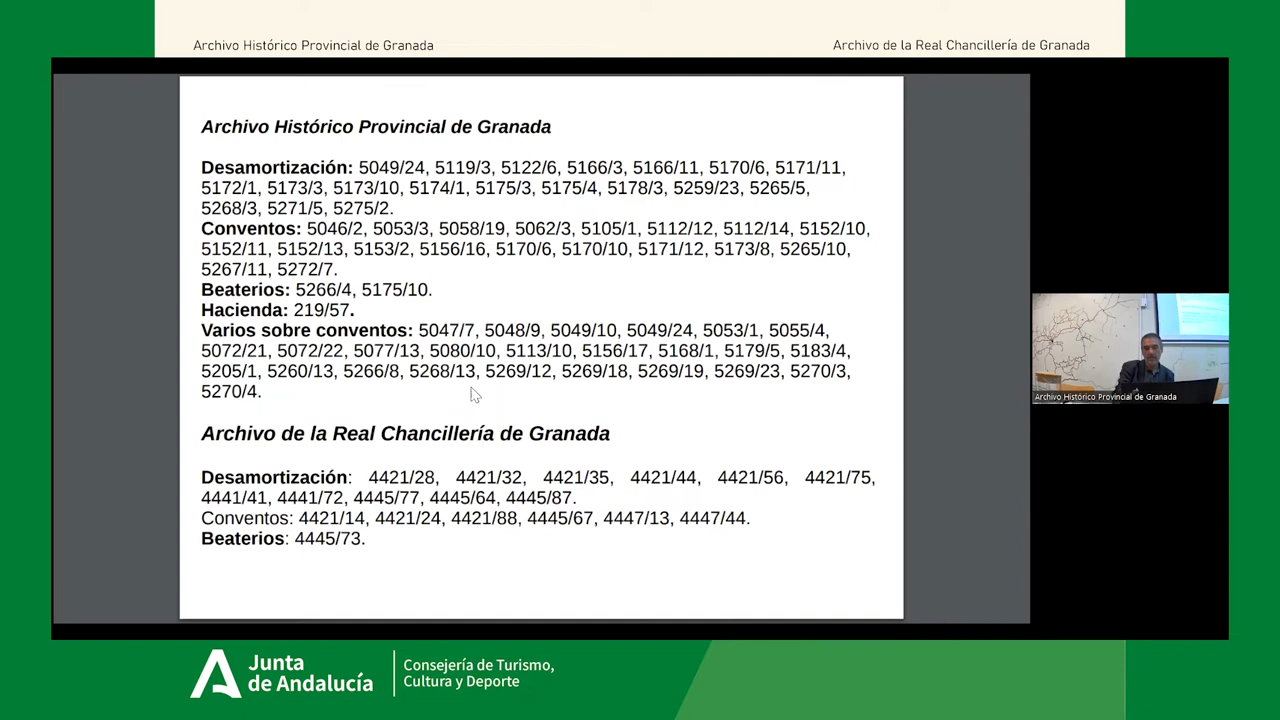 Archivo Histórico Provincial de Granada
Archivo de la Real Chancillería de Granada
Archivo Histórico Provincial de Granada
Desamortización: 5049/24, 5119/3, 5122/6, 5166/3, 5166/11, 5170/6, 5171/11,
5172/1, 5173/3, 5173/10, 5174/1, 5175/3, 5175/4, 5178/3, 5259/23, 5265/5,
5268/3, 5271/5, 5275/2.
Conventos: 5046/2, 5053/3, 5058/19, 5062/3, 5105/1, 5112/12, 5112/14, 5152/10,
5152/11, 5152/13, 5153/2, 5156/16, 5170/6, 5170/10, 5171/12, 5173/8, 5265/10,
5267/11, 5272/7.
Beaterios: 5266/4, 5175/10.
Hacienda: 219/57.
Varios sobre conventos: 5047/7, 5048/9, 5049/10, 5049/24, 5053/1, 5055/4,
5072/21, 5072/22, 5077/13, 5080/10, 5113/10, 5156/17, 5168/1, 5179/5, 5183/4,
5205/1, 5260/13, 5266/8, 5268/13, 5269/12, 5269/18, 5269/19, 5269/23, 5270/3,
5270/4.
Archivo de la Real Chancillería de Granada
Desamortización: 4421/28, 4421/32, 4421/35, 4421/44, 4421/56, 4421/75,
4441/41, 4441/72, 4445/77, 4445/64, 4445/87.
Conventos: 4421/14, 4421/24, 4421/88, 4445/67, 4447/13, 4447/44.
Beaterios: 4445/73.
Archivo Histórico Provincial de Granada
Junta
de Andalucía
Consejería de Turismo,
Cultura y Deporte